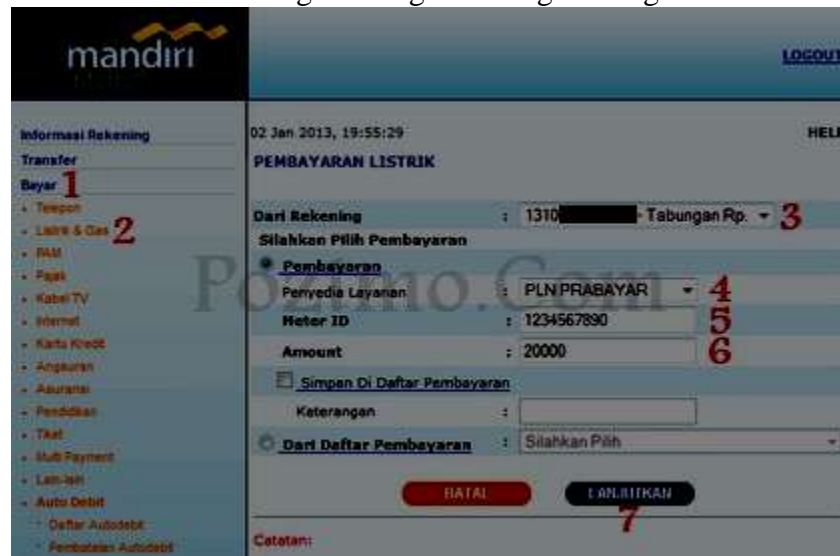 mandiri
LOGOUT
Informasi Rekening
Transfer
Bayar 1
Telepon
Listrik & Gas 2
PAM
Pajak
Kabel TV
Internet
Kartu Kredit
Angsuran
Asuransi
Pendidikan
Tiket
Multi Payment
Lain-lain
Auto Debit
Daftar Autodebit
Pembatalan Autodebit
02 Jan 2013, 19:55:29
PEMBAYARAN LISTRIK
Dari Rekening : 1310 - Tabungan Rp. 3
Silahkan Pilih Pembayaran
Pembayaran
Penyedia Layanan : PLN PRABAYAR 4
Meter ID : 1234567890 5
Amount : 20000 6
Simpan Di Daftar Pembayaran
Keterangan :
Dari Daftar Pembayaran : Silahkan Pilih
BATAL LANJUTKAN
7
Catatan:
Pozimo.Com